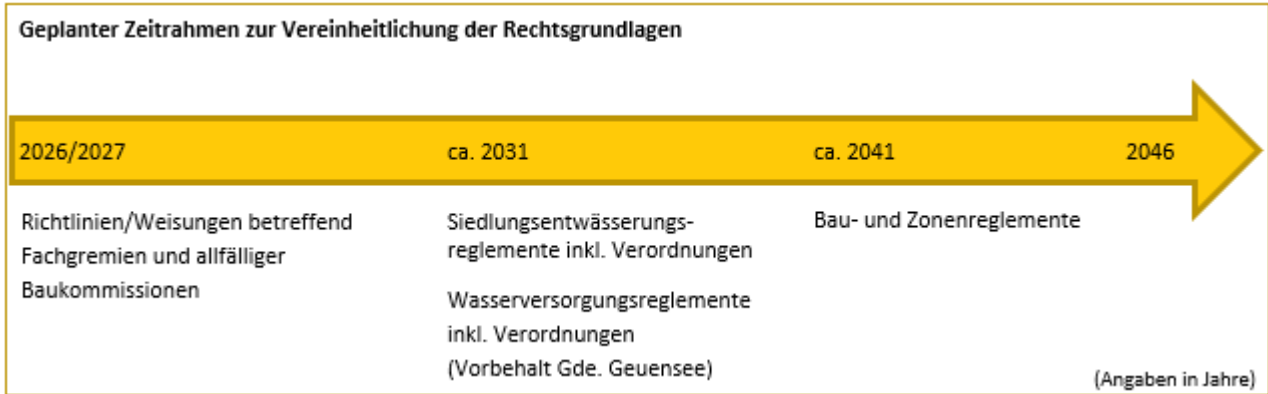 Geplanter Zeitrahmen zur Vereinheitlichung der Rechtsgrundlagen
2026/2027
ca. 2031
ca. 2041
2046
Richtlinien/Weisungen betreffend
Fachgremien und allfälliger
Baukommissionen
Siedlungsentwässerungs-
reglemente inkl. Verordnungen
Wasserversorgungsreglemente
inkl. Verordnungen
(Vorbehalt Gde. Geuensee)
Bau- und Zonenreglemente
(Angaben in Jahre)